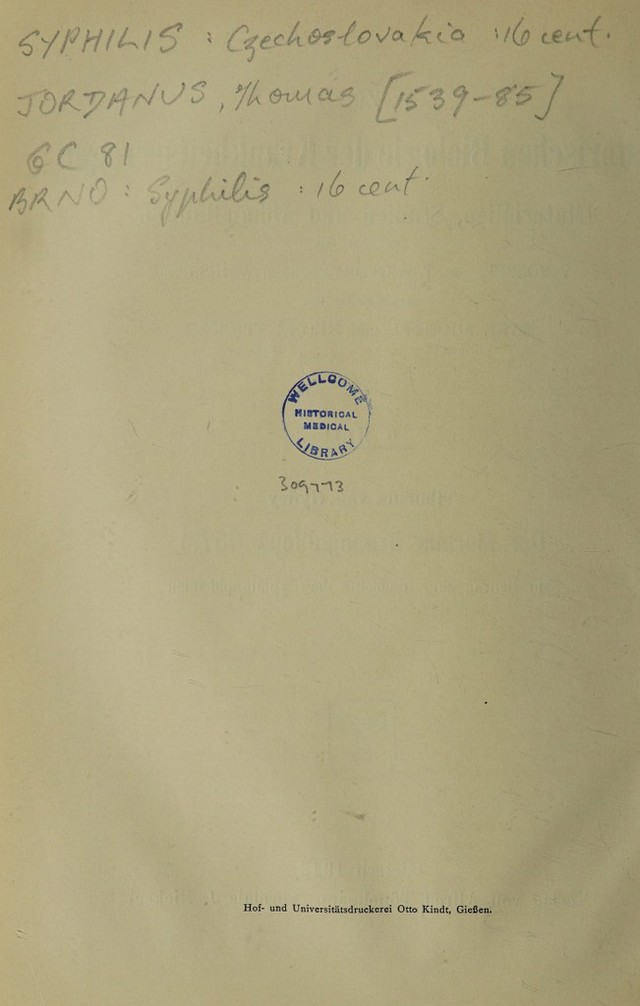 SYPHILIS : Czechoslovakia : 16 cent.
JORDANUS, Thomas [1539-85]
GC 81
BRNO : Syphilis : 16 cent.
WELLCOME
HISTORICAL
MEDICAL
LIBRARY
309773
Hof- und Universitätsdruckerei Otto Kindt, Gießen.